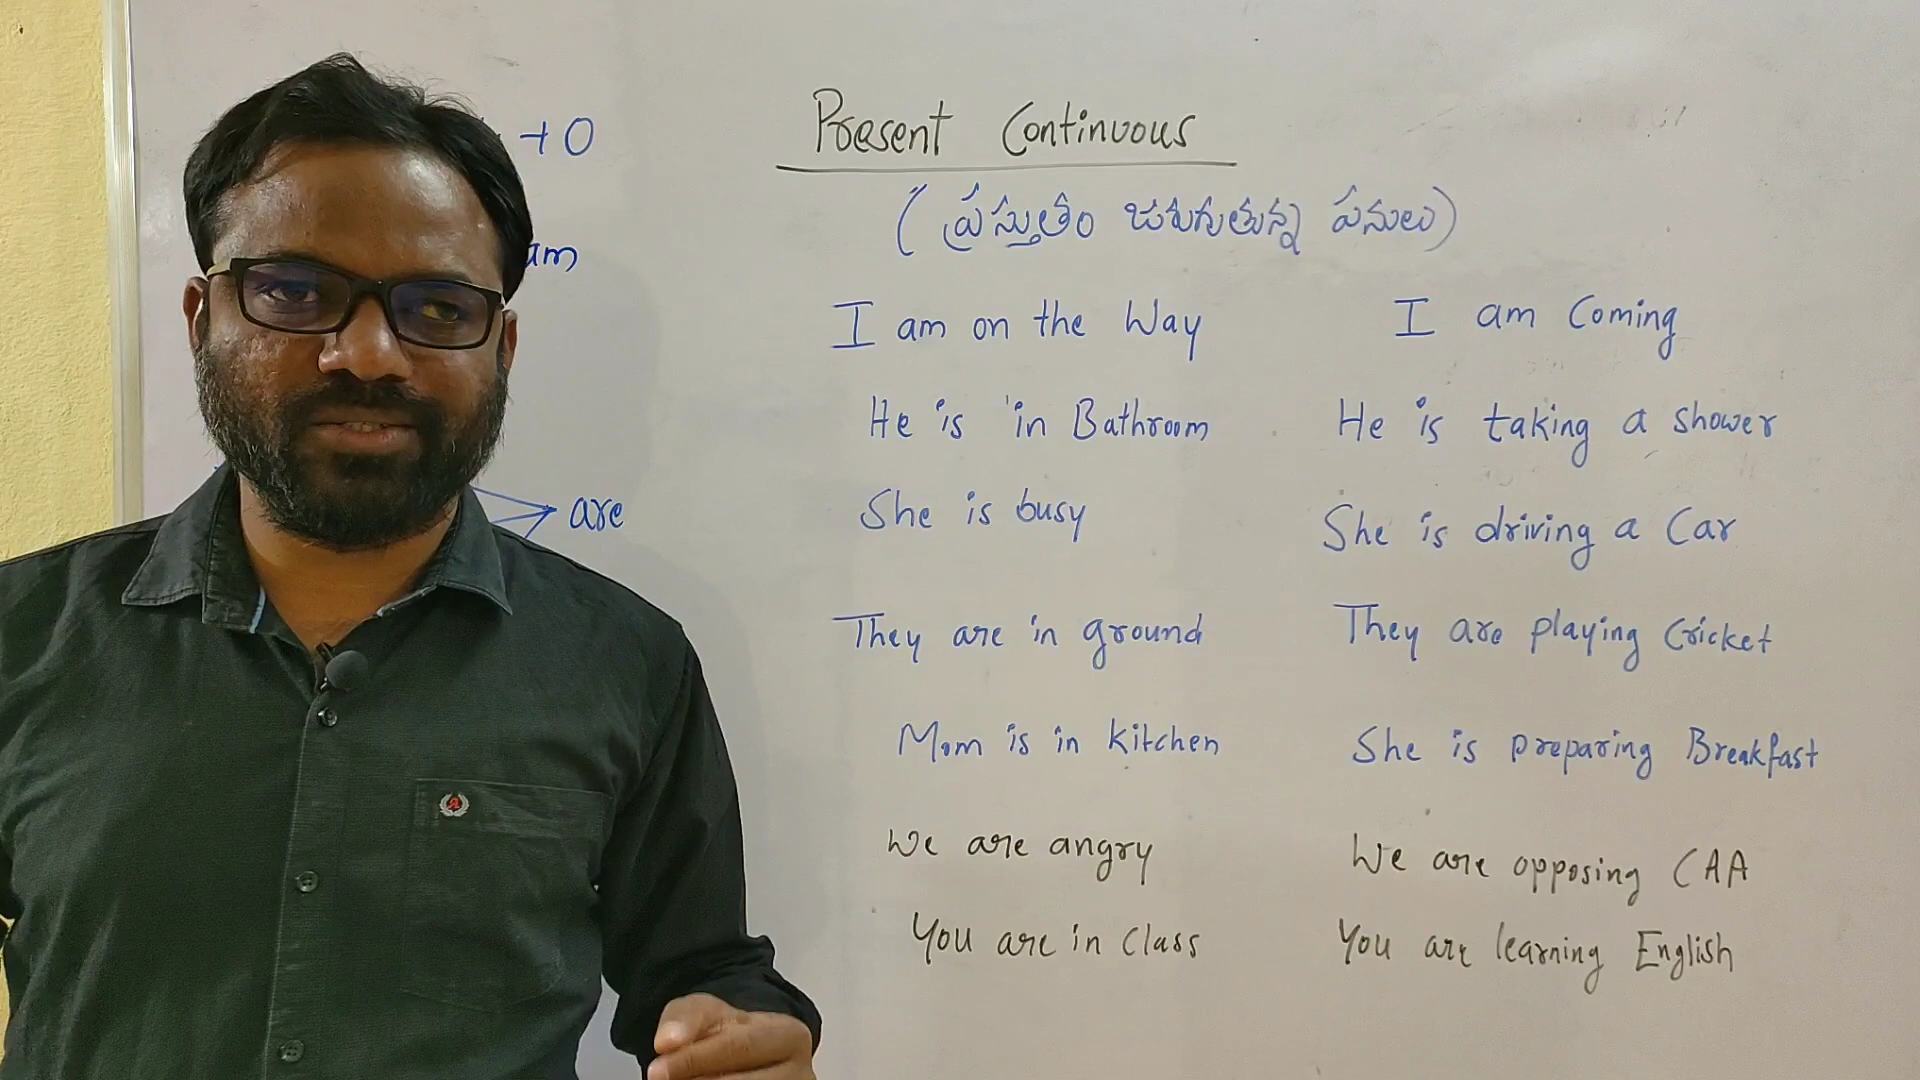 + O
Present Continuous
(ప్రస్తుతం జరుగుతున్న పనులు)
am
I am on the Way
I am Coming
He is in Bathroom
He is taking a shower
She is busy
She is driving a Car
are
They are in ground
They are playing Cricket
Mom is in kitchen
She is preparing Breakfast
We are angry
We are opposing CAA
You are in Class
You are learning English